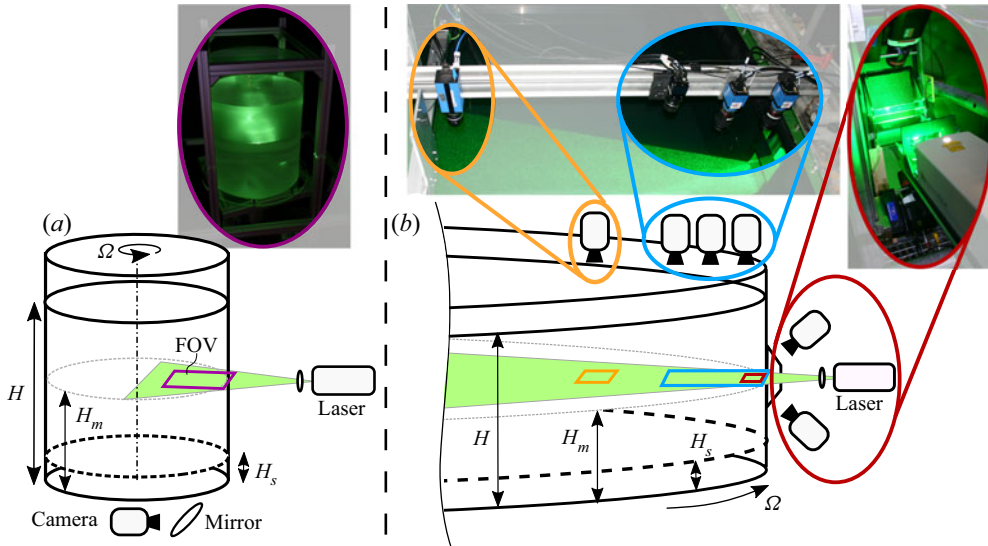 (a)
Ω
FOV
H
H_m
Laser
H_s
Camera
Mirror
(b)
H
H_m
H_s
Laser
Ω